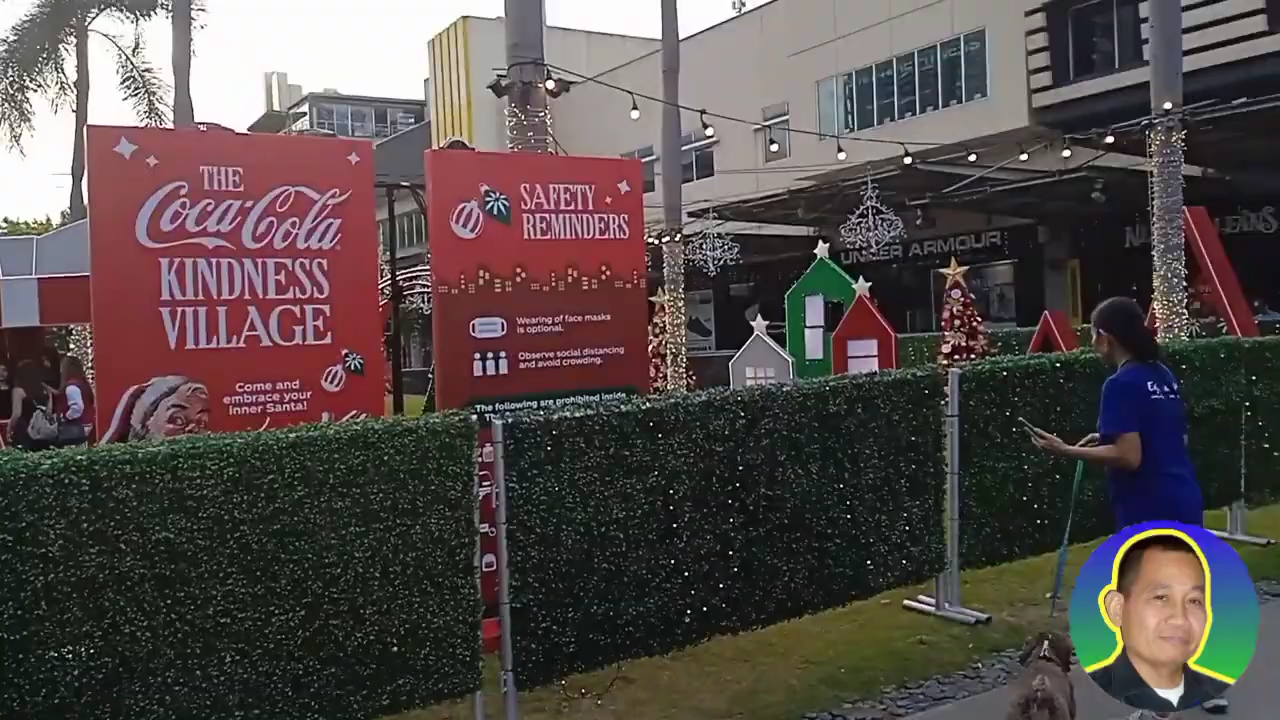 THE
Coca-Cola
KINDNESS
VILLAGE
Come and
embrace your
inner Santa!
SAFETY
REMINDERS
Wearing of face masks
is optional.
Observe social distancing
and avoid crowding.
The following are prohibited inside
UNDER ARMOUR